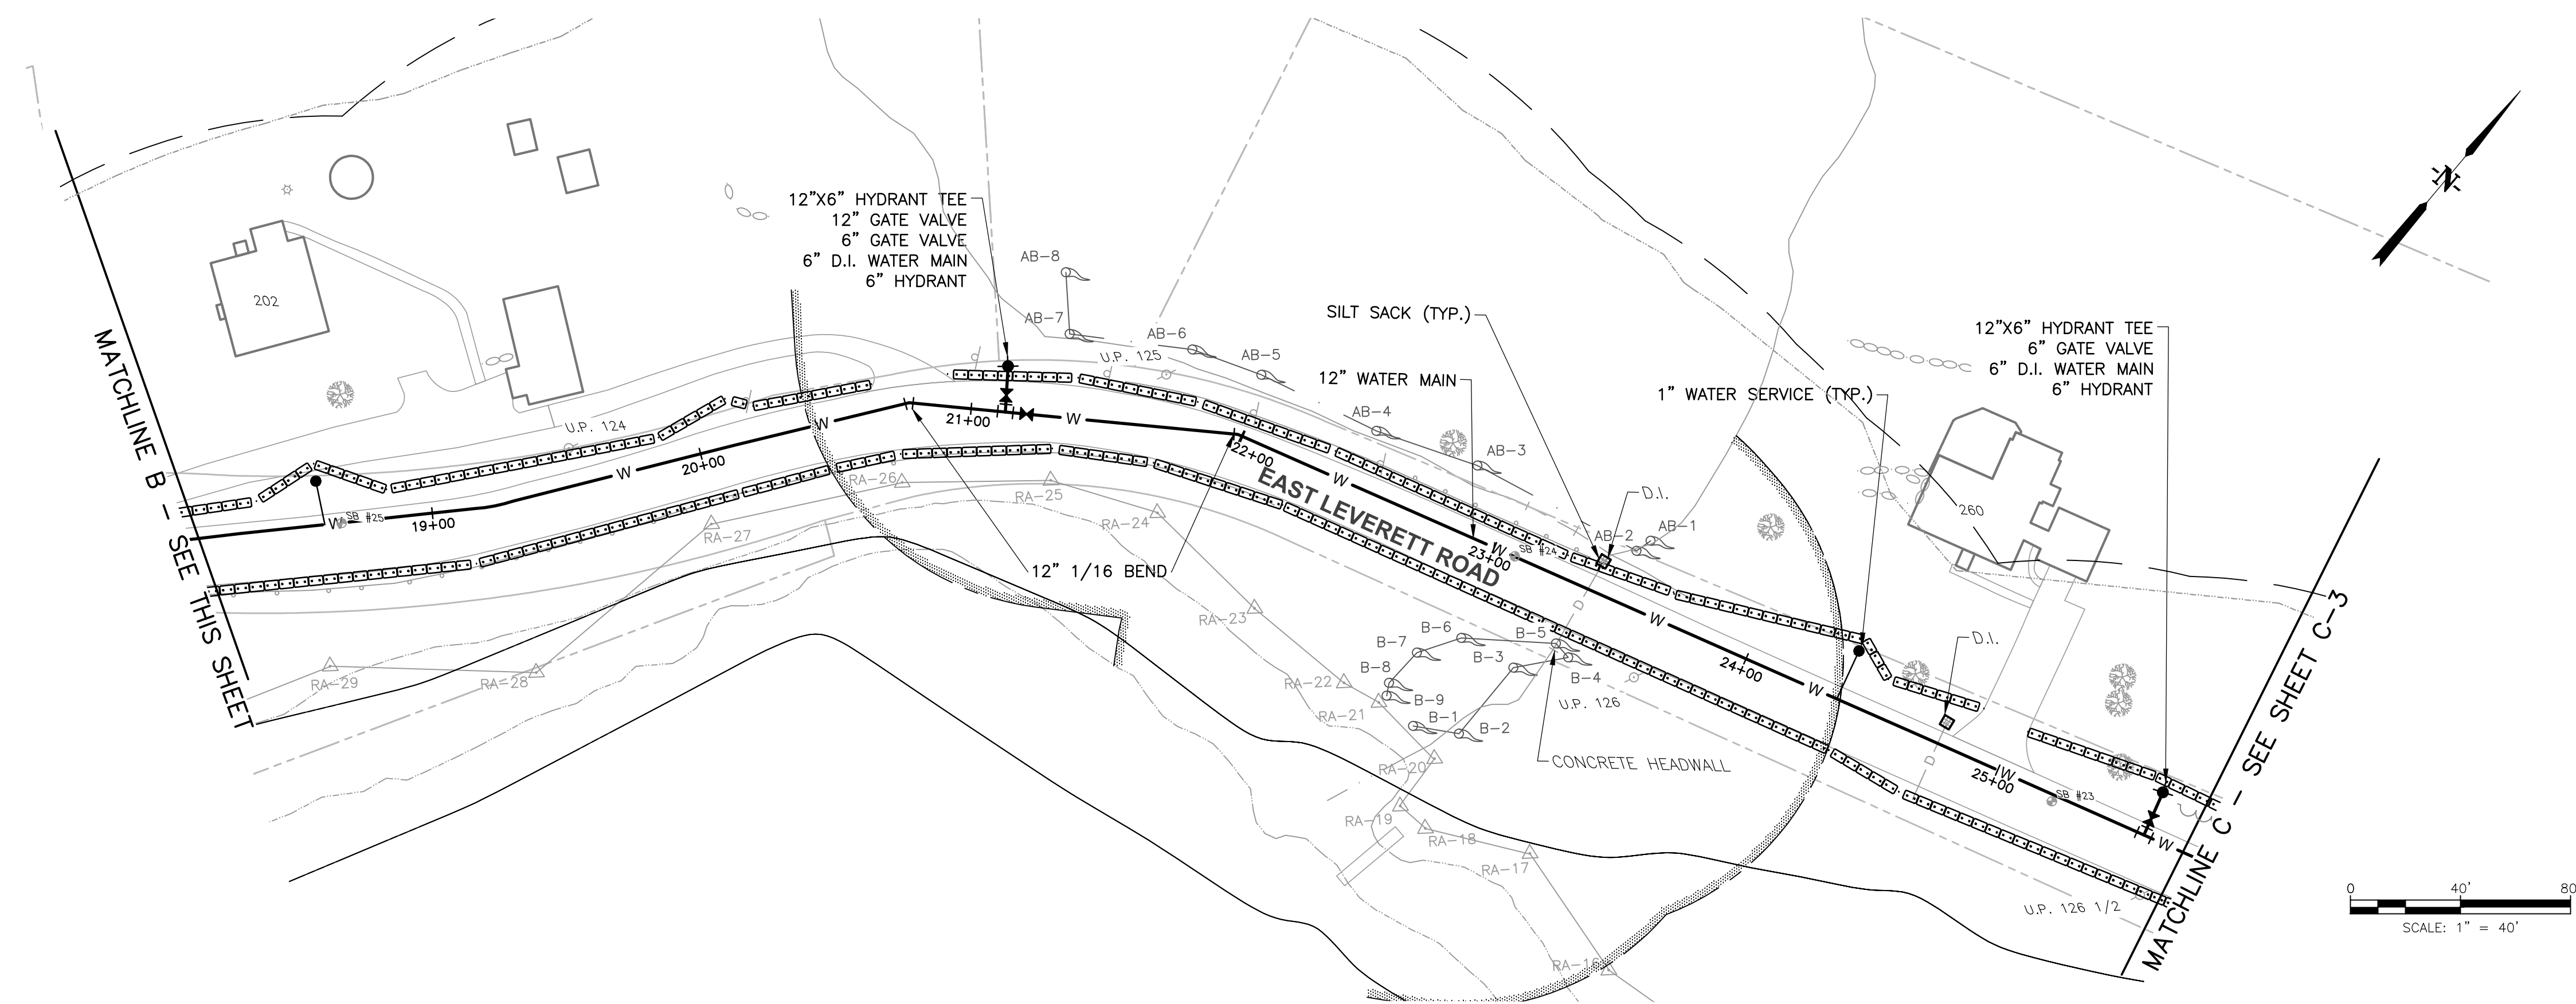 12"X6" HYDRANT TEE
12" GATE VALVE
6" GATE VALVE
6" D.I. WATER MAIN
6" HYDRANT
N
202
AB-8
AB-7
AB-6
AB-5
U.P. 125
SILT SACK (TYP.)
12" WATER MAIN
12"X6" HYDRANT TEE
6" GATE VALVE
6" D.I. WATER MAIN
6" HYDRANT
1" WATER SERVICE (TYP.)
MATCHLINE B - SEE THIS SHEET
U.P. 124
W
W
W
W
W
W
W
W
W
W
SB #25
19+00
20+00
21+00
22+00
AB-4
AB-3
EAST LEVERETT ROAD
D.I.
AB-2
AB-1
SB #24
23+00
260
RA-26
RA-25
RA-24
RA-27
12" 1/16 BEND
RA-23
RA-22
RA-21
RA-29
RA-28
D
B-6
B-5
B-7
B-3
B-4
B-8
B-9
B-1
B-2
U.P. 126
24+00
D.I.
D
CONCRETE HEADWALL
RA-20
RA-19
RA-18
RA-17
RA-16
25+00
SB #23
U.P. 126 1/2
MATCHLINE C - SEE SHEET C-3
0
40'
80
SCALE: 1" = 40'